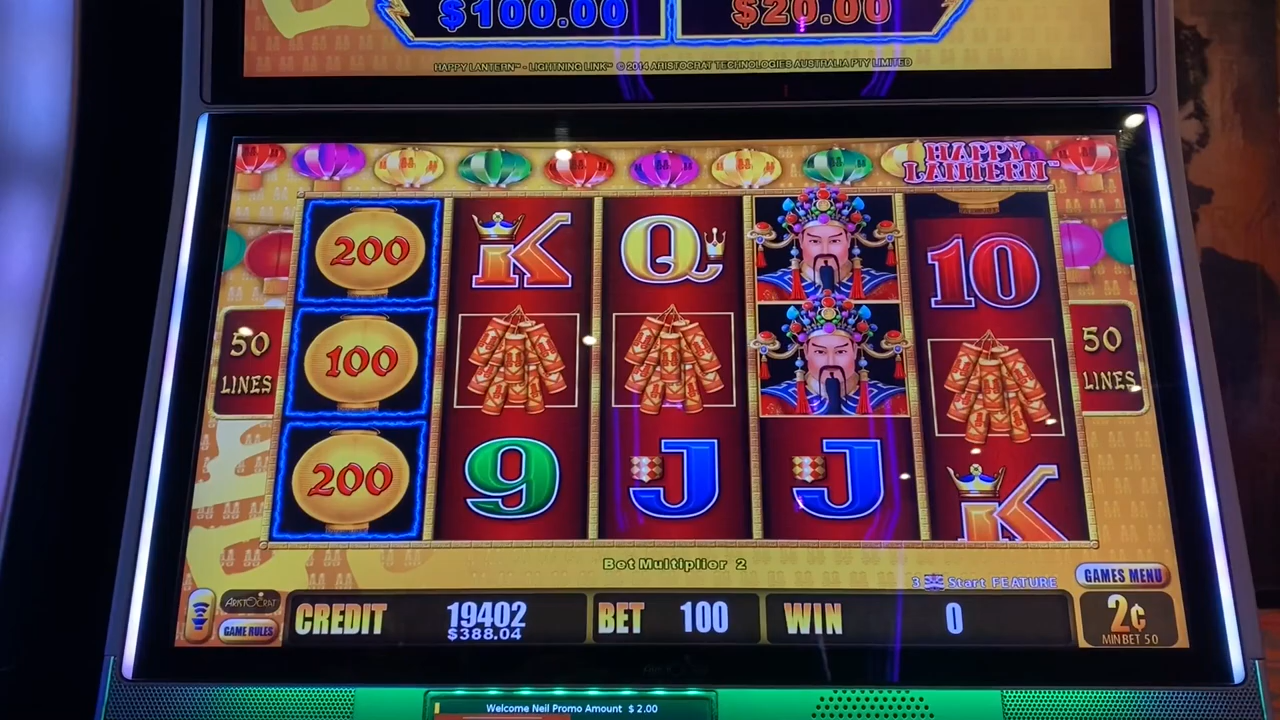 $100.00 $20.00
HAPPY LANTERN™ - LIGHTNING LINK™ © 2014 ARISTOCRAT TECHNOLOGIES AUSTRALIA PTY LIMITED
HAPPY
LANTERN™
200 K Q 10
50 LINES
100
50 LINES
200 9 J J K
Bet Multiplier 2
3 Start FEATURE
GAMES MENU
ARISTOCRAT
GAME RULES
CREDIT 19402
$388.04
BET 100
WIN 0
2¢
MIN BET 50
Welcome Neil Promo Amount $ 2.00